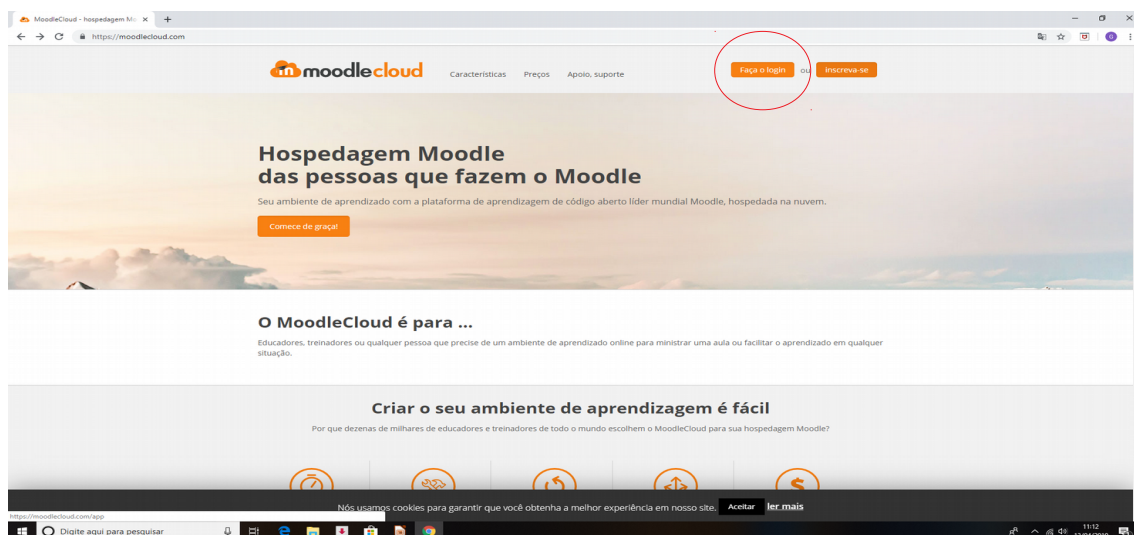 MoodleCloud - hospedagem Mo
https://moodlecloud.com
moodlecloud Características Preços Apoio, suporte Faça o login ou Inscreva-se
Hospedagem Moodle
das pessoas que fazem o Moodle
Seu ambiente de aprendizado com a plataforma de aprendizagem de código aberto líder mundial Moodle, hospedada na nuvem.
Comece de graça!
O MoodleCloud é para ...
Educadores, treinadores ou qualquer pessoa que precise de um ambiente de aprendizado online para ministrar uma aula ou facilitar o aprendizado em qualquer
situação.
Criar o seu ambiente de aprendizagem é fácil
Por que dezenas de milhares de educadores e treinadores de todo o mundo escolhem o MoodleCloud para sua hospedagem Moodle?
Nós usamos cookies para garantir que você obtenha a melhor experiência em nosso site. Aceitar ler mais
https://moodlecloud.com/app
Digite aqui para pesquisar
11:12